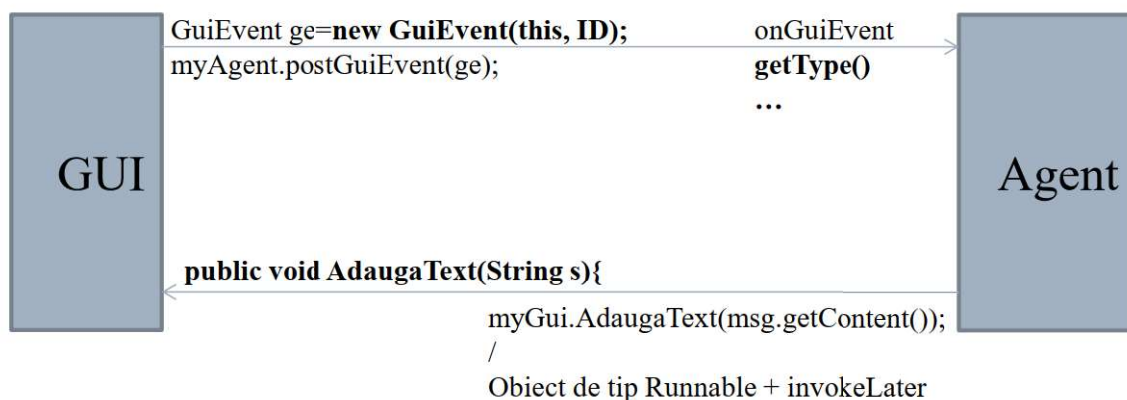 GuiEvent ge=new GuiEvent(this, ID);
onGuiEvent
myAgent.postGuiEvent(ge);
getType()
...
GUI
Agent
public void AdaugaText(String s){
myGui.AdaugaText(msg.getContent());
/
Obiect de tip Runnable + invokeLater